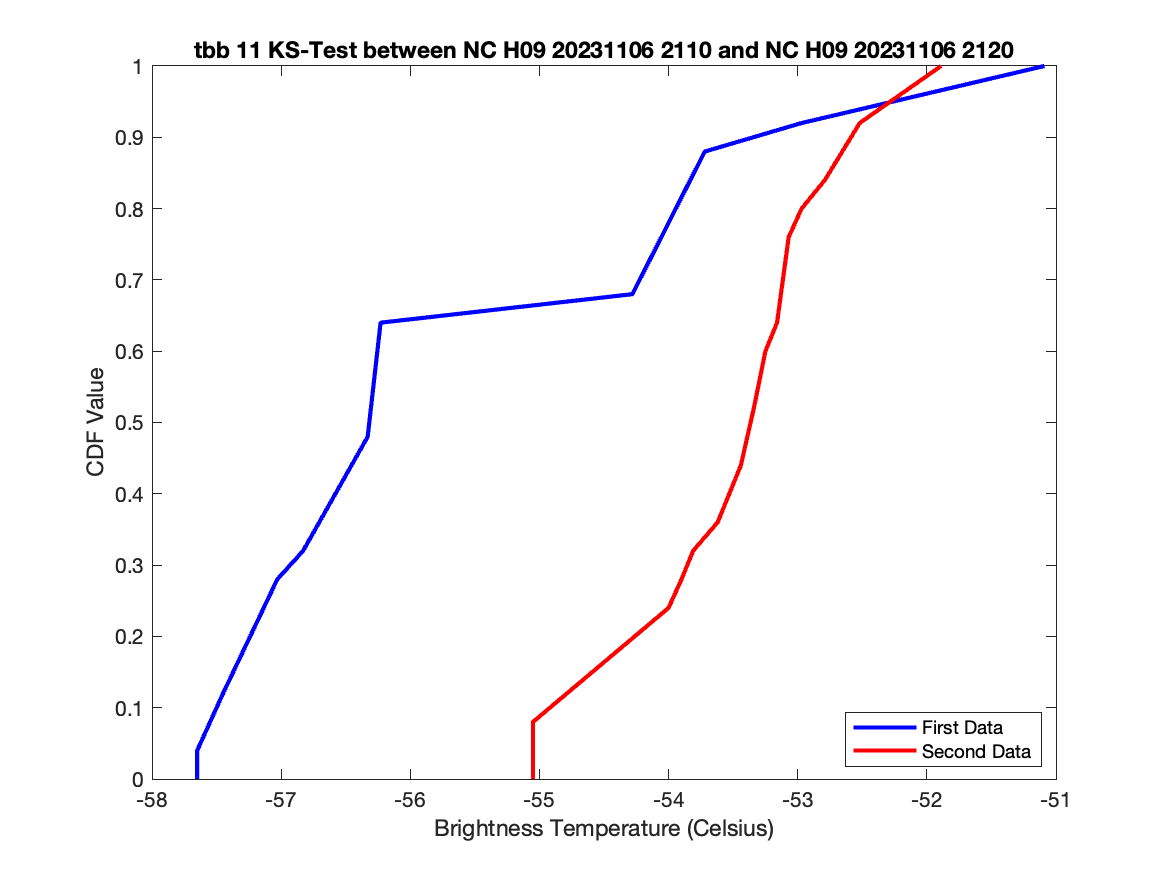 tbb 11 KS-Test between NC H09 20231106 2110 and NC H09 20231106 2120
1
0.9
0.8
0.7
0.6
0.5
0.4
0.3
0.2
0.1
0
CDF Value
First Data
Second Data
-58 -57 -56 -55 -54 -53 -52 -51
Brightness Temperature (Celsius)